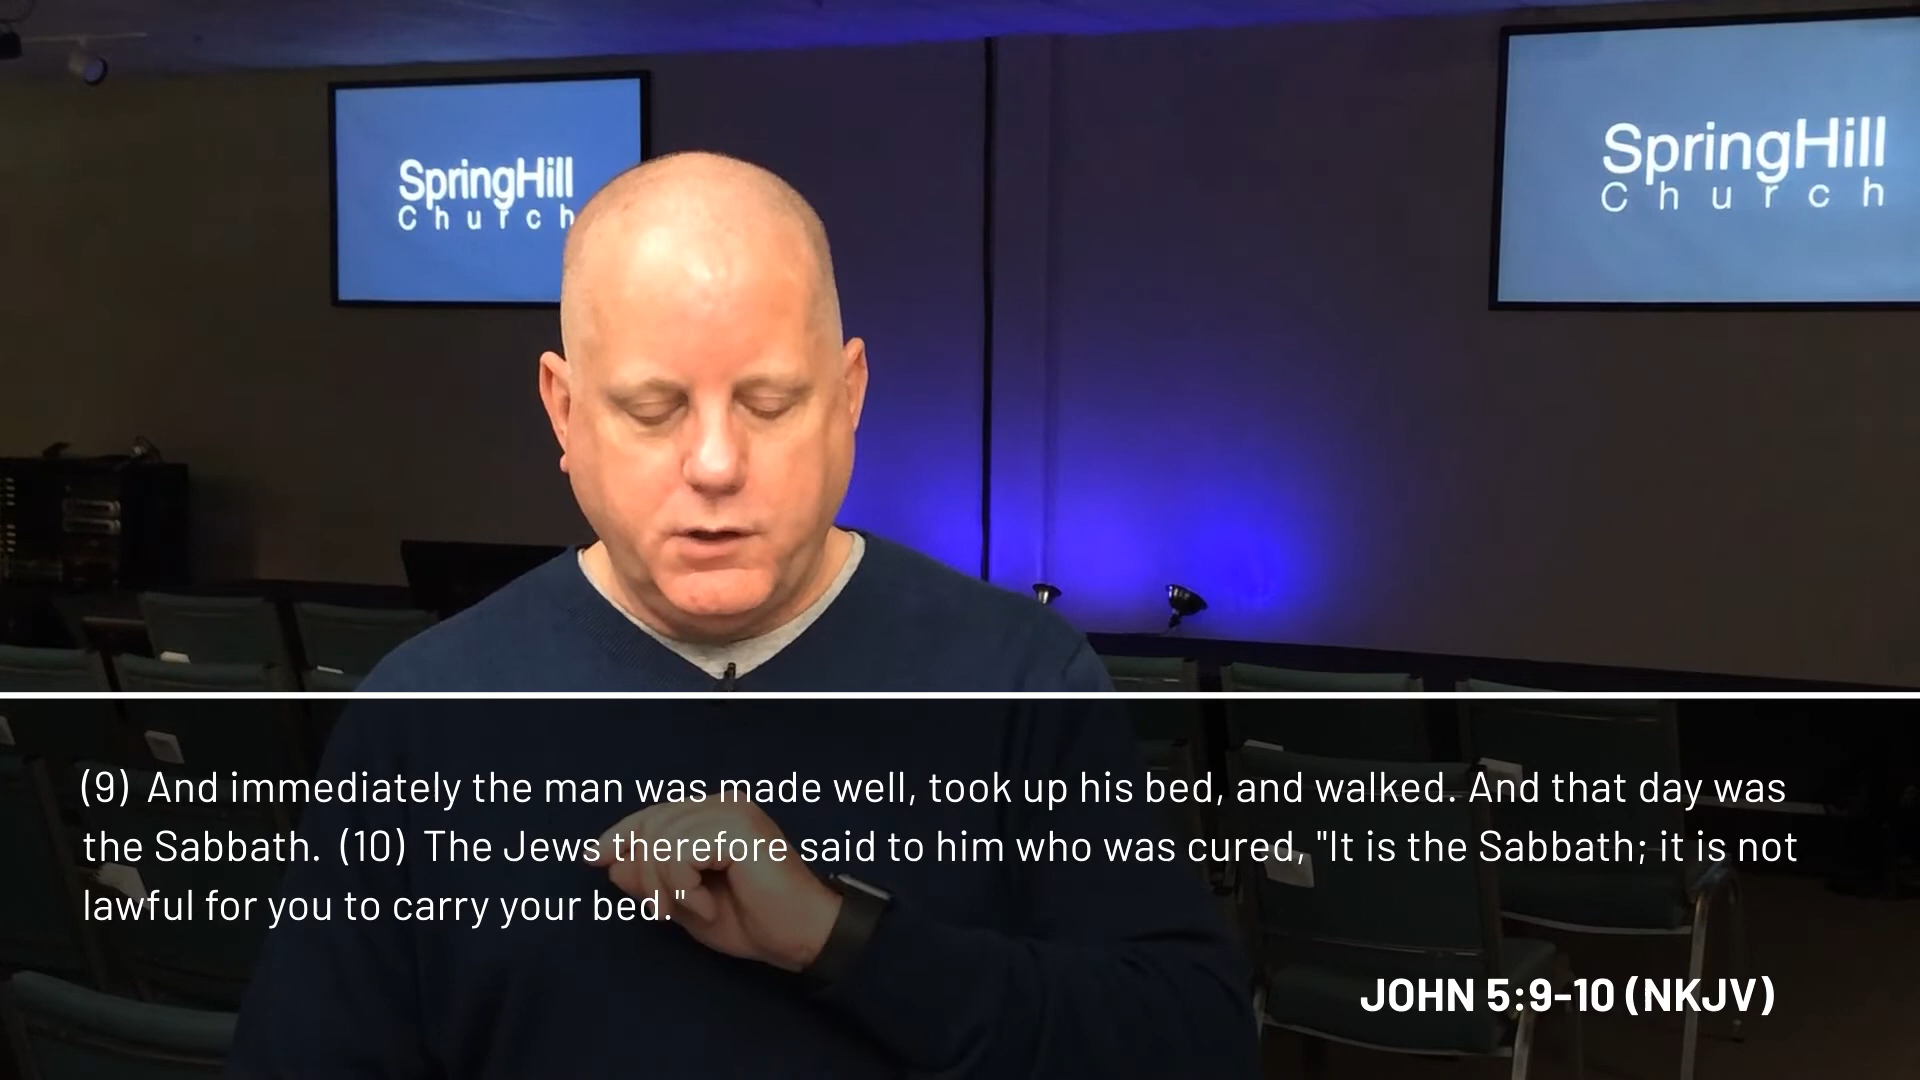 SpringHill
Church
SpringHill
Church
(9) And immediately the man was made well, took up his bed, and walked. And that day was
the Sabbath. (10) The Jews therefore said to him who was cured, "It is the Sabbath; it is not
lawful for you to carry your bed."
JOHN 5:9-10 (NKJV)